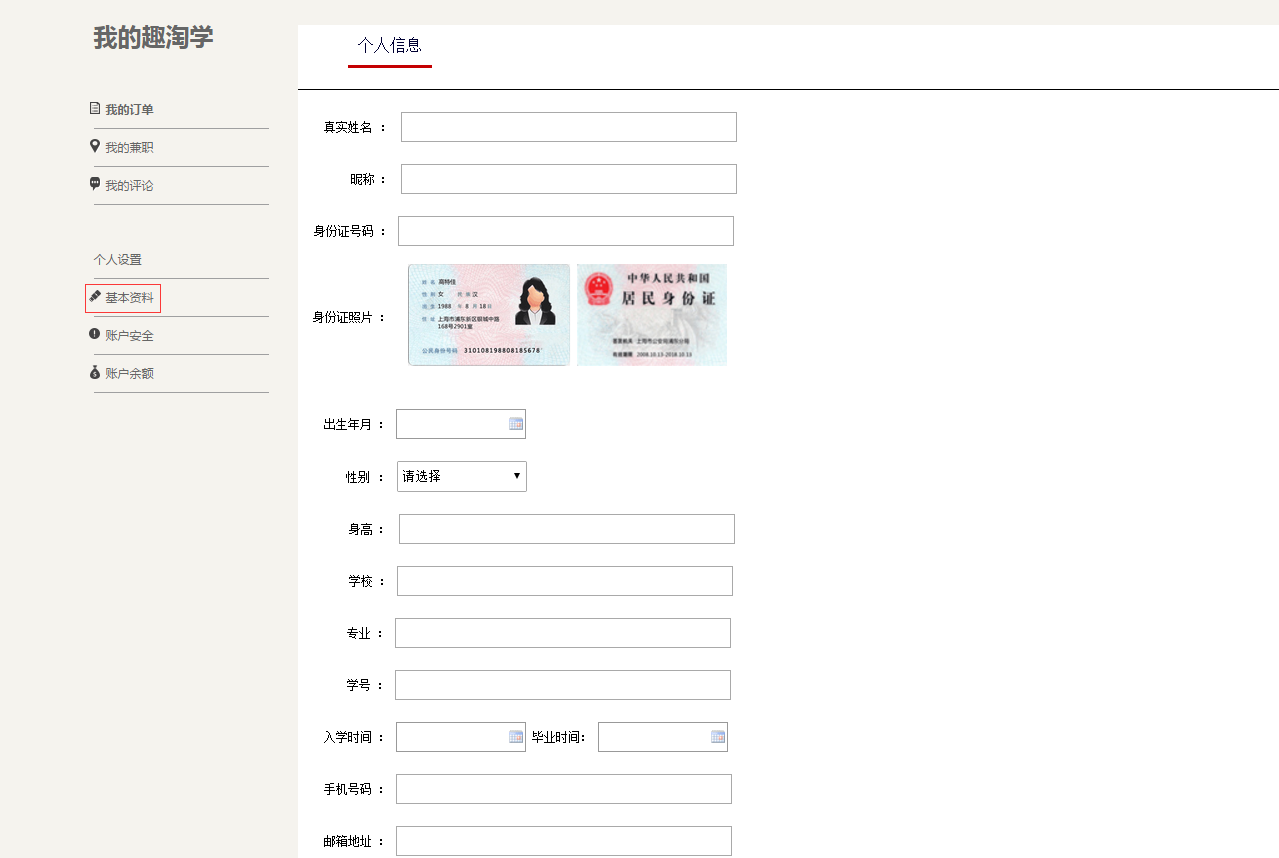 我的趣淘学
我的订单
我的兼职
我的评论
个人设置
基本资料
账户安全
账户余额
个人信息
真实姓名 ：
昵称 ：
身份证号码 ：
身份证照片 ：
姓 名 高特佳
性 别 女 民 族 汉
出 生 1988 年 8 月 18 日
住 址 上海市浦东新区银城中路
168号2901室
公民身份号码 310108198808185678
中华人民共和国
居民身份证
签发机关 上海市公安局浦东分局
有效期限 2008.10.13-2018.10.13
出生年月 ：
性别 ： 请选择
身高 ：
学校 ：
专业 ：
学号 ：
入学时间 ： 毕业时间：
手机号码 ：
邮箱地址 ：